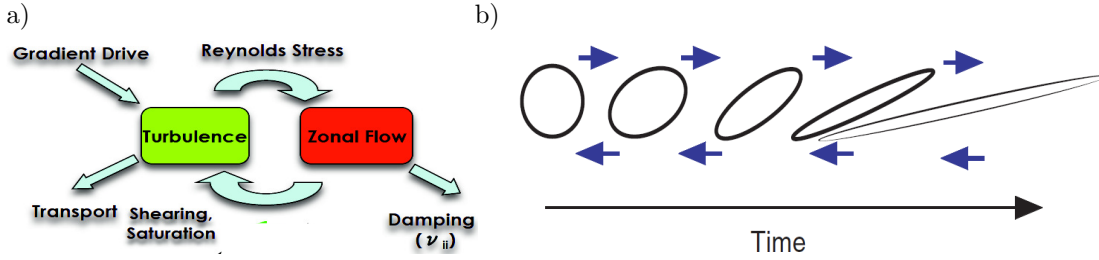 a)
Gradient Drive
Reynolds Stress
Turbulence
Zonal Flow
Transport
Shearing,
Saturation
Damping
(ν ii)
b)
Time